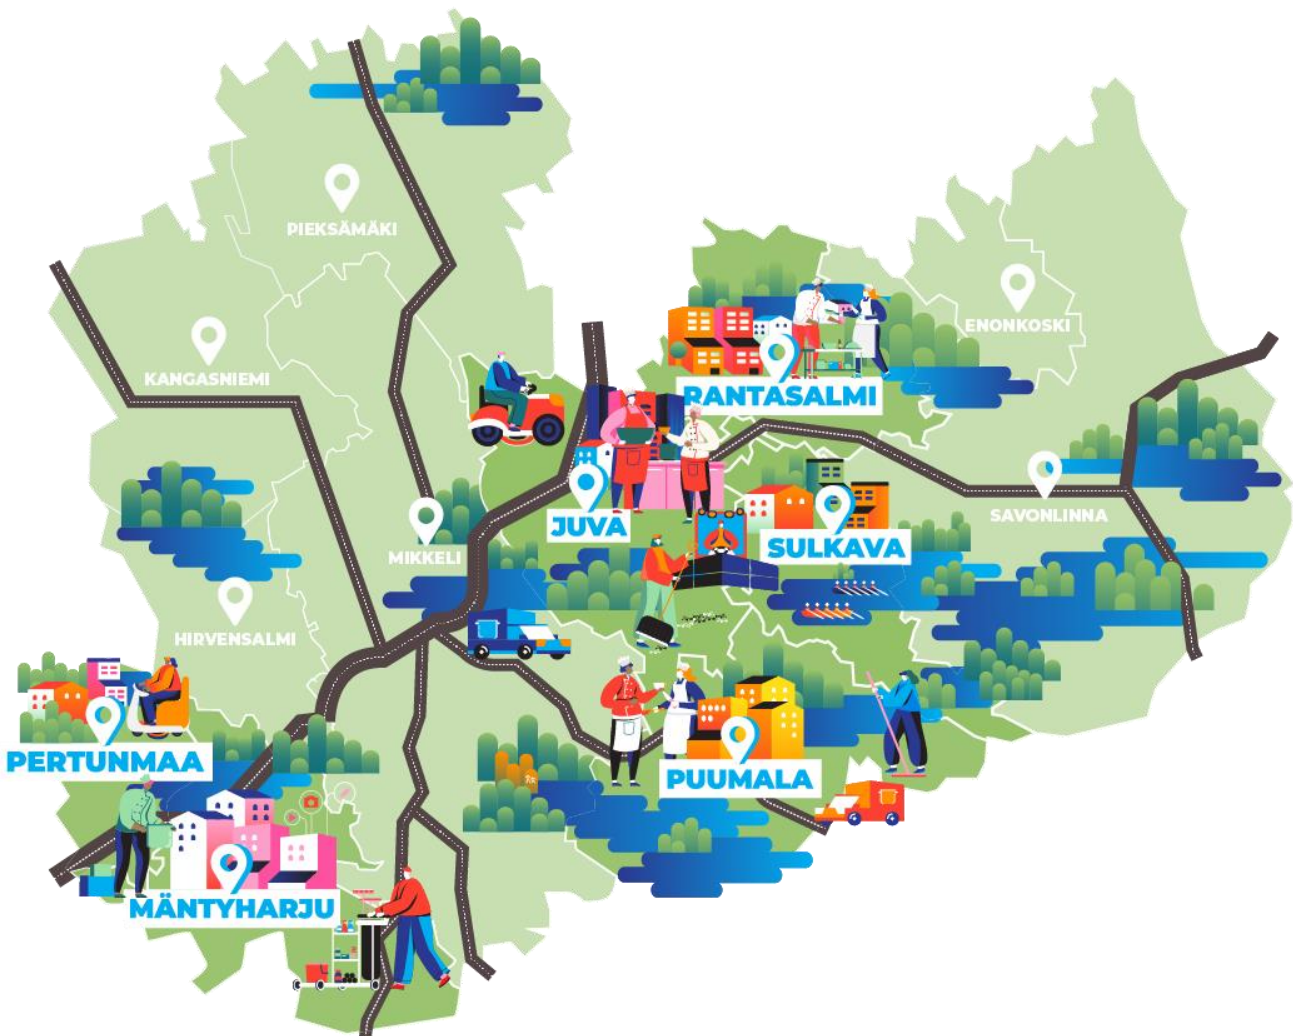 PIEKSÄMÄKI
ENONKOSKI
KANGASNIEMI
RANTASALMI
JUVA
SAVONLINNA
SULKAVA
MIKKELI
HIRVENSALMI
PERTUNMAA
PUUMALA
MÄNTYHARJU